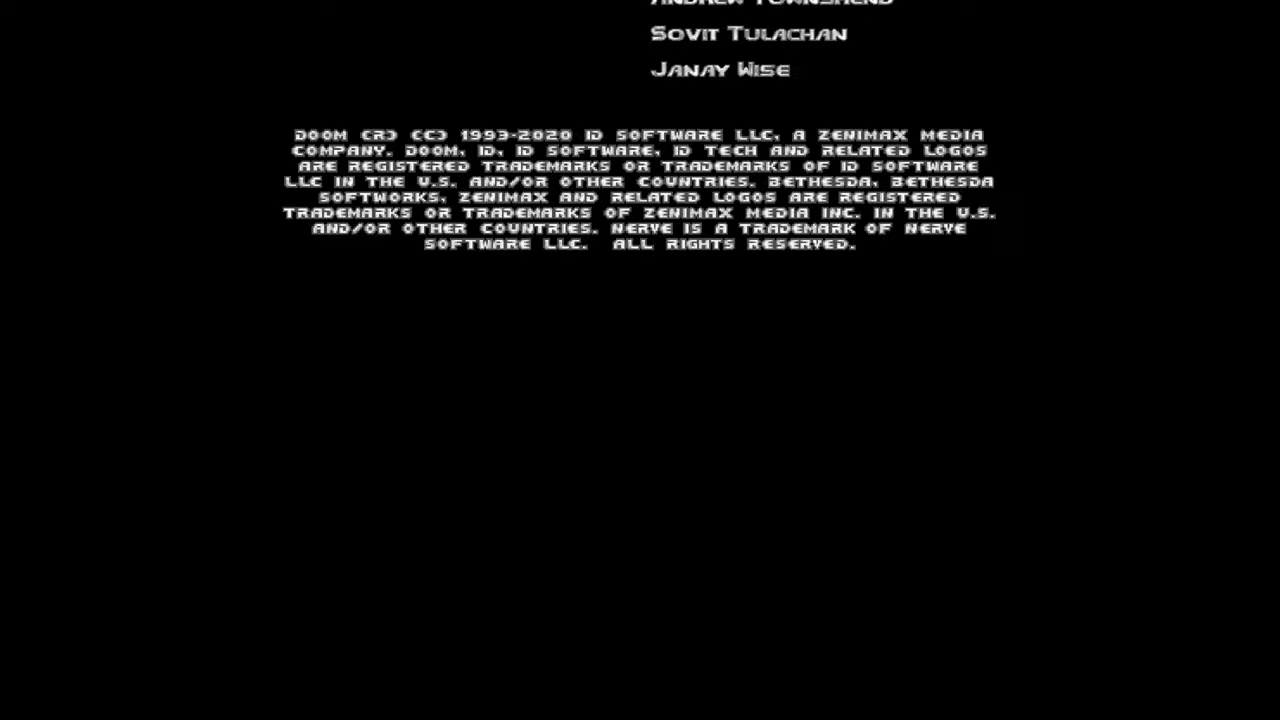 ANDREW TOWNSHEND
SOVIT TULACHAN
JANAY WISE
DOOM (R) (C) 1993-2020 ID SOFTWARE LLC, A ZENIMAX MEDIA
COMPANY. DOOM, ID, ID SOFTWARE, ID TECH AND RELATED LOGOS
ARE REGISTERED TRADEMARKS OR TRADEMARKS OF ID SOFTWARE
LLC IN THE U.S. AND/OR OTHER COUNTRIES. BETHESDA, BETHESDA
SOFTWORKS, ZENIMAX AND RELATED LOGOS ARE REGISTERED
TRADEMARKS OR TRADEMARKS OF ZENIMAX MEDIA INC. IN THE U.S.
AND/OR OTHER COUNTRIES. NERVE IS A TRADEMARK OF NERVE
SOFTWARE LLC. ALL RIGHTS RESERVED.